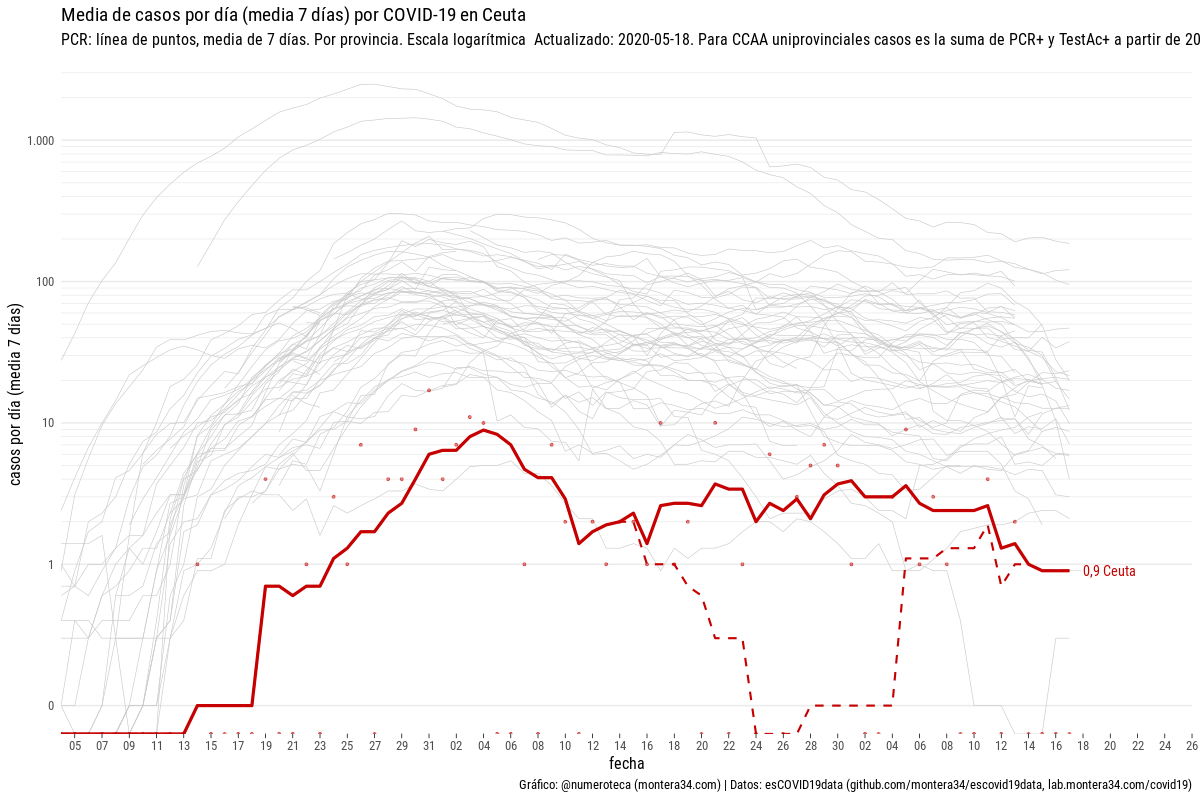 Media de casos por día (media 7 días) por COVID-19 en Ceuta
PCR: línea de puntos, media de 7 días. Por provincia. Escala logarítmica  Actualizado: 2020-05-18. Para CCAA uniprovinciales casos es la suma de PCR+ y TestAc+ a partir de 20
casos por día (media 7 días)
1.000
100
10
1
0
0,9 Ceuta
05 07 09 11 13 15 17 19 21 23 25 27 29 31 02 04 06 08 10 12 14 16 18 20 22 24 26 28 30 02 04 06 08 10 12 14 16 18 20 22 24 26
fecha
Gráfico: @numeroteca (montera34.com) | Datos: esCOVID19data (github.com/montera34/escovid19data, lab.montera34.com/covid19)